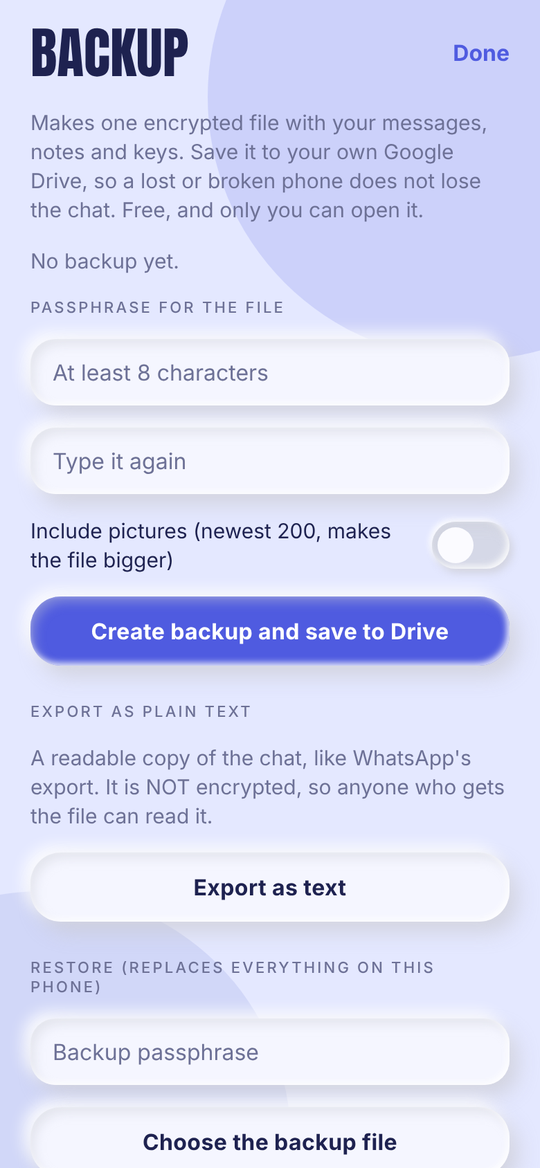 BACKUP
Done
Makes one encrypted file with your messages,
notes and keys. Save it to your own Google
Drive, so a lost or broken phone does not lose
the chat. Free, and only you can open it.
No backup yet.
PASSPHRASE FOR THE FILE
At least 8 characters
Type it again
Include pictures (newest 200, makes
the file bigger)
Create backup and save to Drive
EXPORT AS PLAIN TEXT
A readable copy of the chat, like WhatsApp's
export. It is NOT encrypted, so anyone who gets
the file can read it.
Export as text
RESTORE (REPLACES EVERYTHING ON THIS
PHONE)
Backup passphrase
Choose the backup file